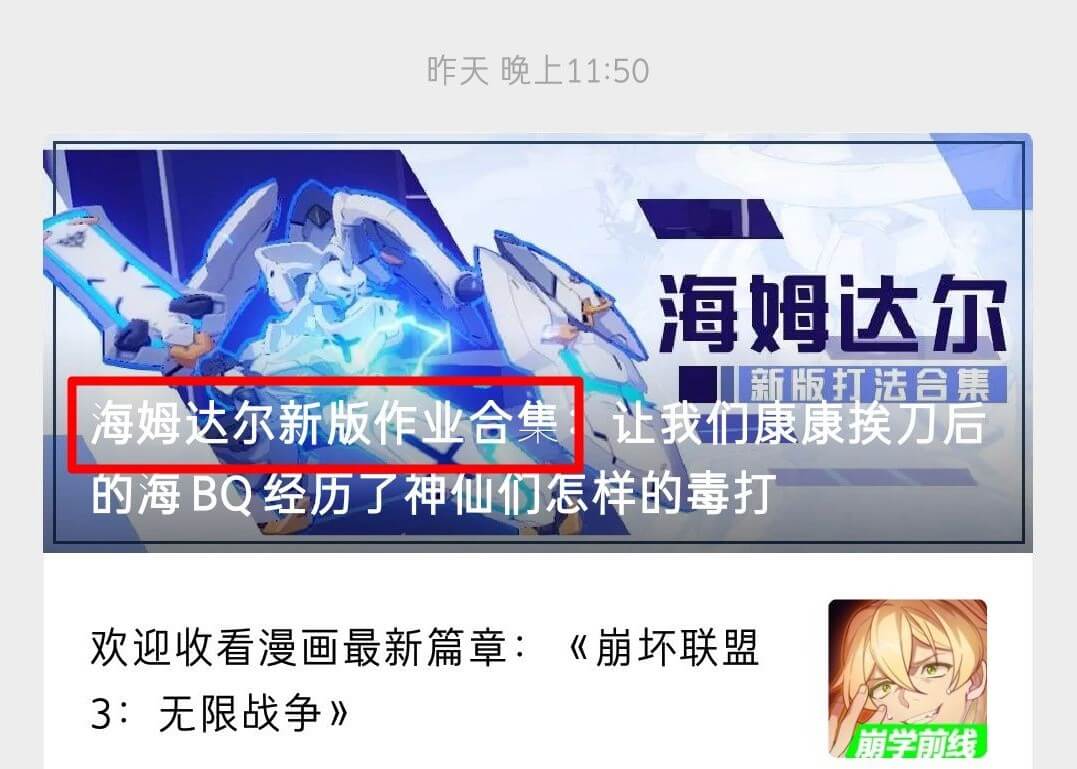 昨天 晚上11:50
海姆达尔
新版打法合集
海姆达尔新版作业合集：让我们康康挨刀后
的海BQ经历了神仙们怎样的毒打
欢迎收看漫画最新篇章：《崩坏联盟
3：无限战争》
崩学前线